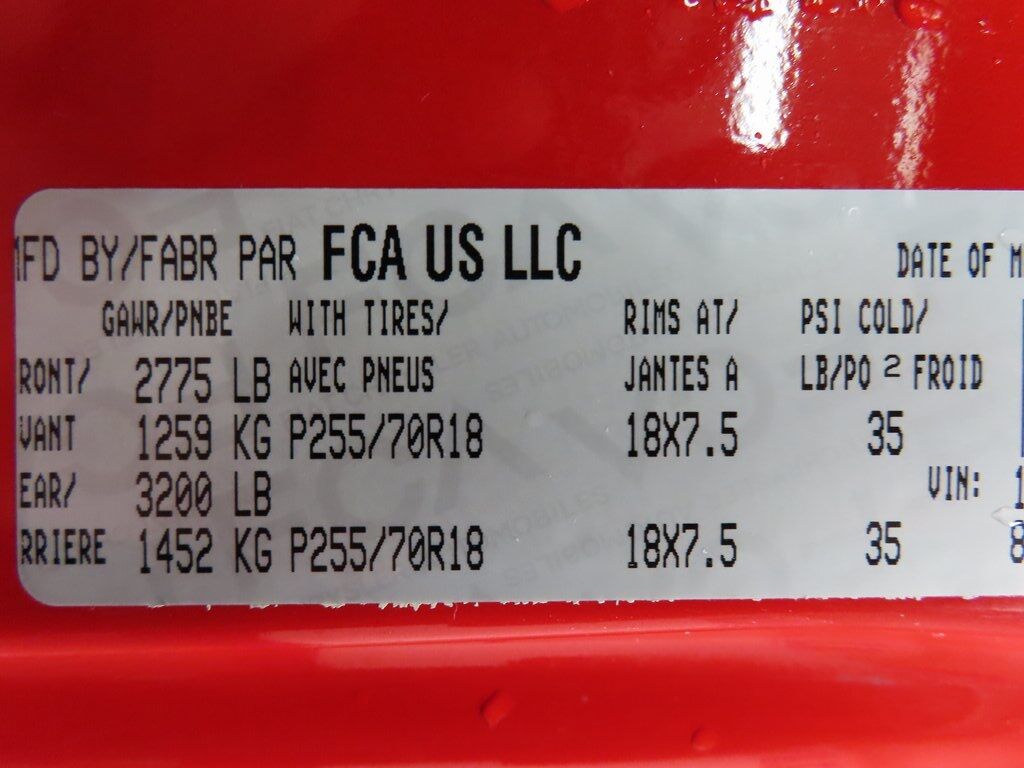 MFD BY/FABR PAR FCA US LLC DATE OF M
GAWR/PNBE WITH TIRES/ RIMS AT/ PSI COLD/
RONT/ 2775 LB AVEC PNEUS JANTES A LB/PO 2 FROID
VANT 1259 KG P255/70R18 18X7.5 35
EAR/ 3200 LB VIN: 1
RRIERE 1452 KG P255/70R18 18X7.5 35 8